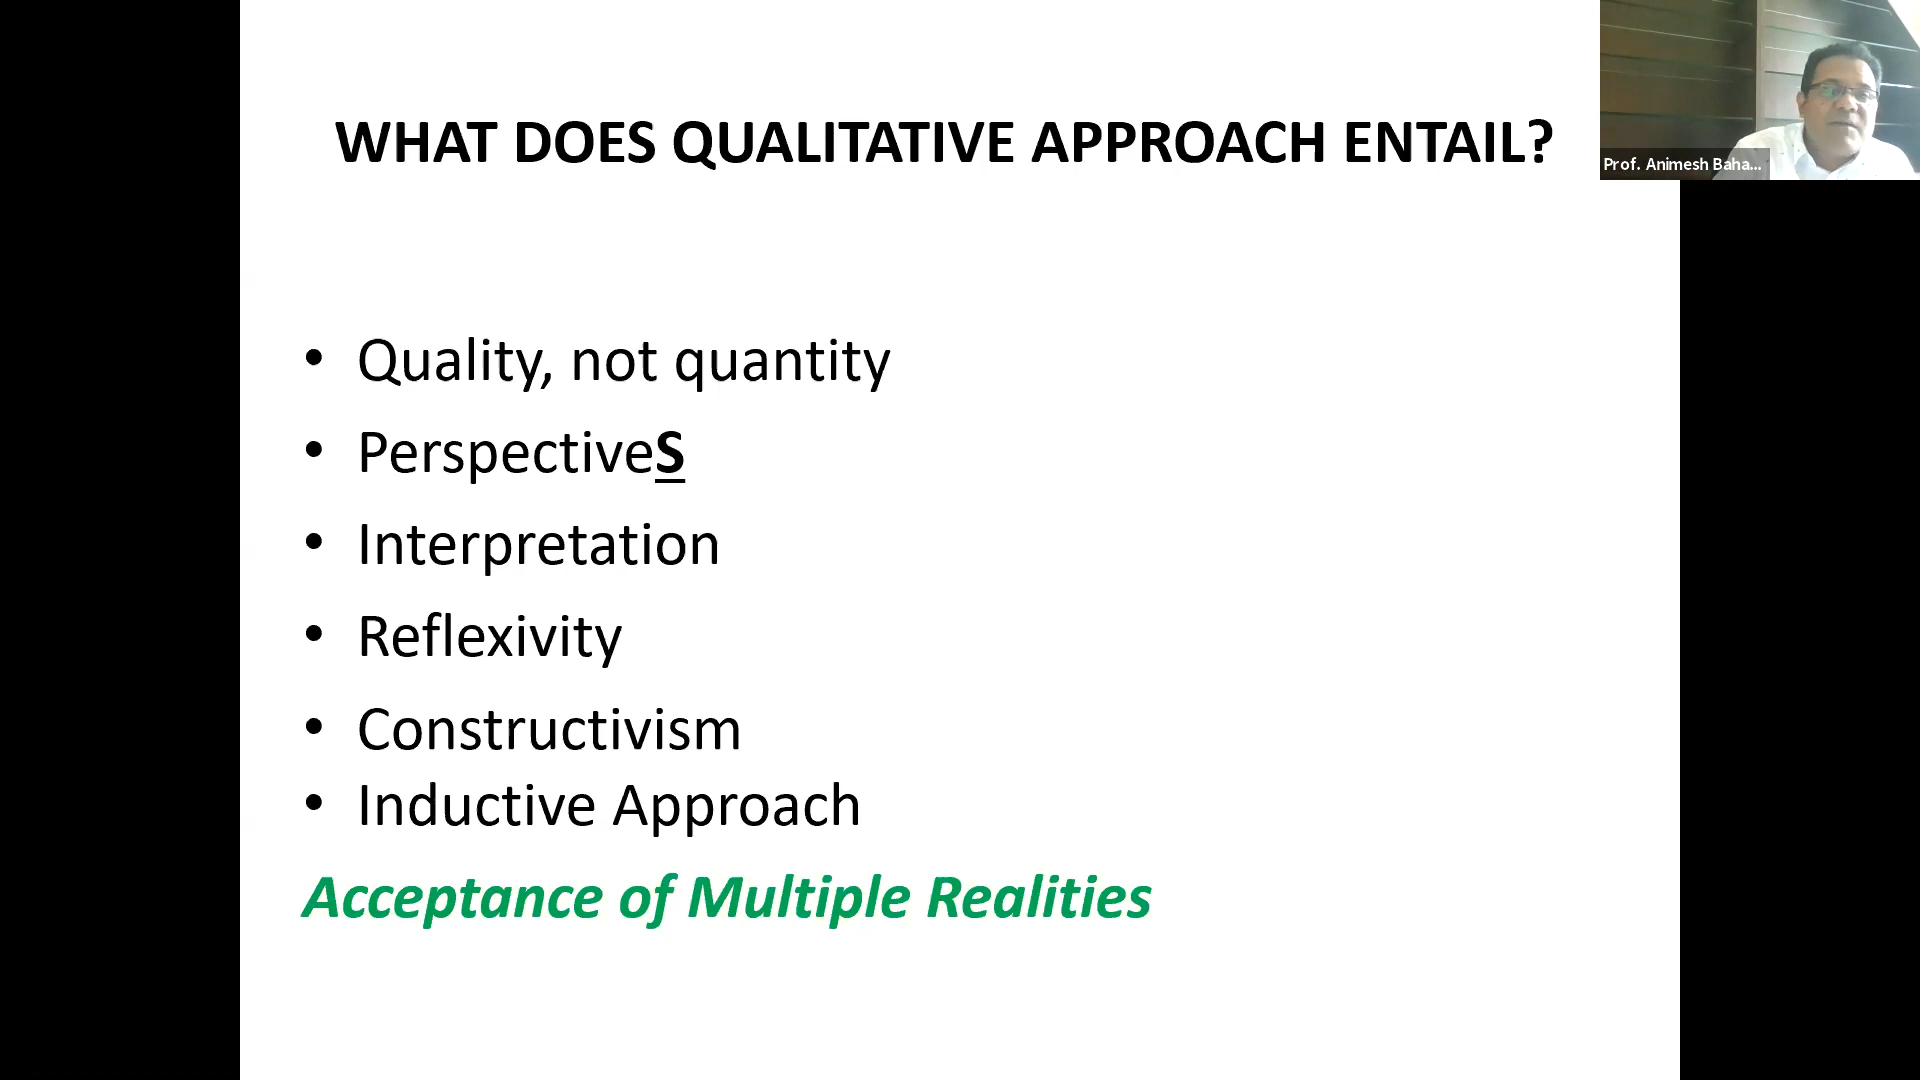 WHAT DOES QUALITATIVE APPROACH ENTAIL?
Prof. Animesh Baha...
• Quality, not quantity
• PerspectiveS
• Interpretation
• Reflexivity
• Constructivism
• Inductive Approach
Acceptance of Multiple Realities